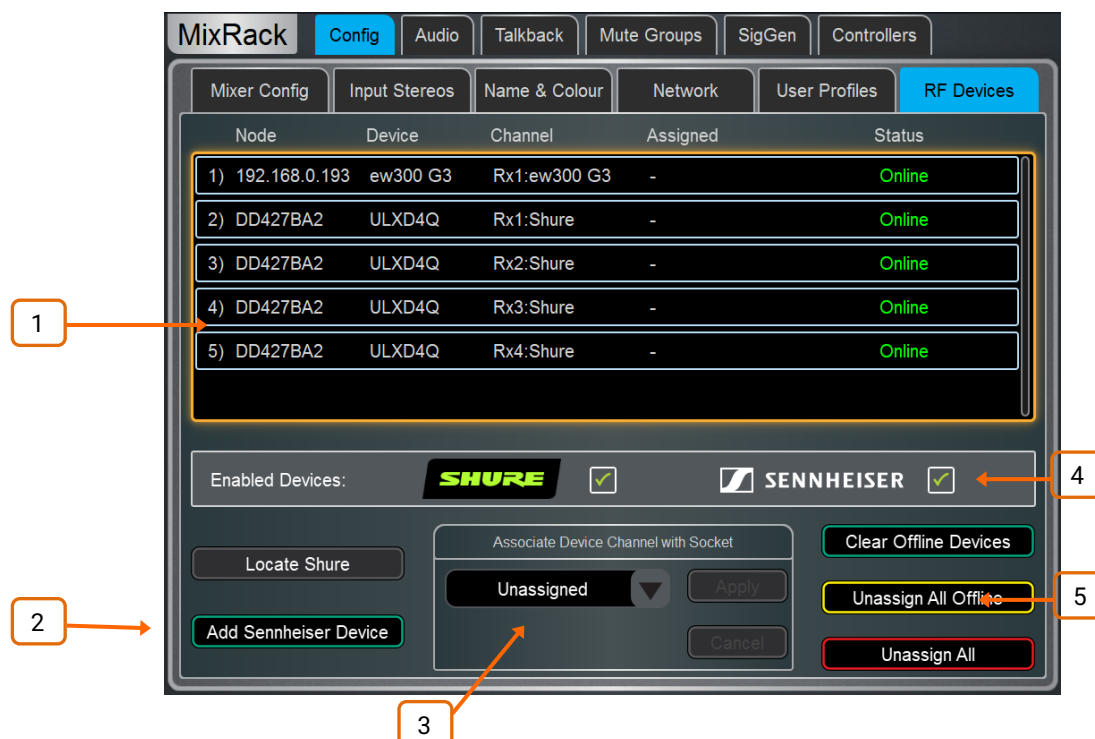 MixRack Config Audio Talkback Mute Groups SigGen Controllers
Mixer Config Input Stereos Name & Colour Network User Profiles RF Devices
Node Device Channel Assigned Status
1) 192.168.0.193 ew300 G3 Rx1:ew300 G3 - Online
2) DD427BA2 ULXD4Q Rx1:Shure - Online
3) DD427BA2 ULXD4Q Rx2:Shure - Online
4) DD427BA2 ULXD4Q Rx3:Shure - Online
1
5) DD427BA2 ULXD4Q Rx4:Shure - Online
Enabled Devices: SHURE SENNHEISER 4
Associate Device Channel with Socket Clear Offline Devices
Locate Shure
Unassigned Apply Unassign All Offline 5
2 Add Sennheiser Device
Cancel Unassign All
3